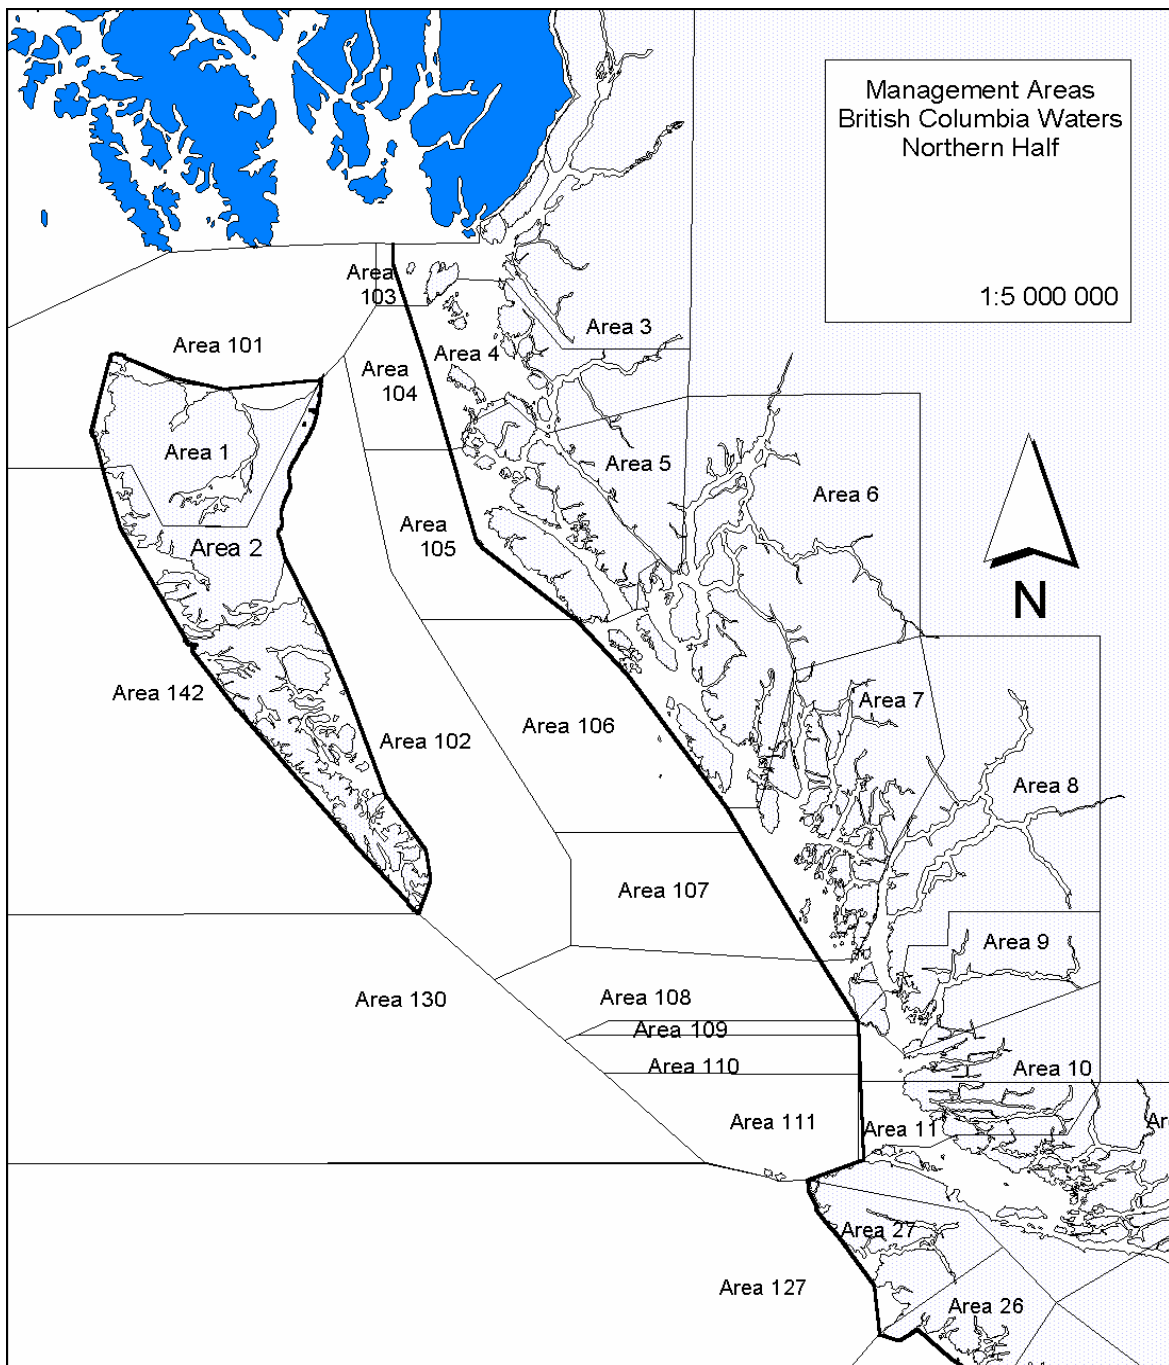 Management Areas
British Columbia Waters
Northern Half
1:5 000 000
Area
103
Area 3
Area 101
Area 4
Area
104
Area 1
Area 5
Area 6
Area
105
Area 2
N
Area 142
Area 7
Area 106
Area 102
Area 8
Area 107
Area 9
Area 130
Area 108
Area 109
Area 110
Area 10
Area 111
Area 11
Ar
Area 27
Area 127
Area 26